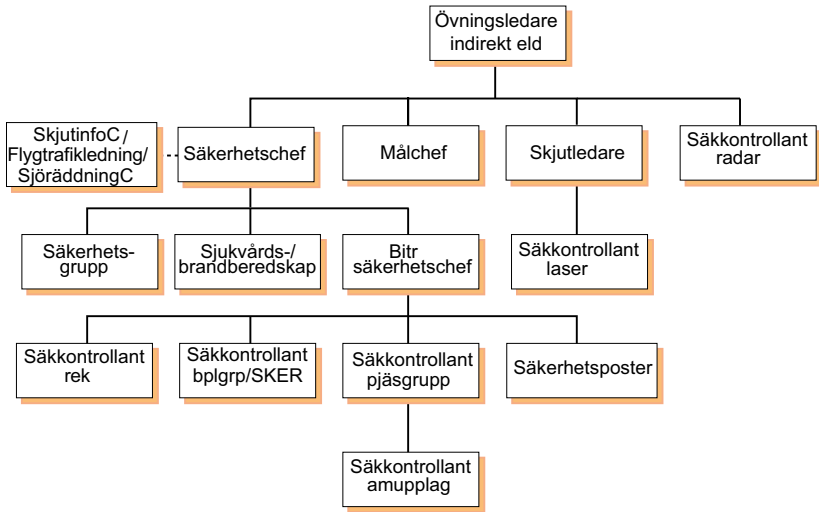 Övningsledare
indirekt eld
SkjutinfoC/
Flygtrafikledning/
SjöräddningC
Säkerhetschef
Målchef
Skjutledare
Säkkontrollant
radar
Säkerhets-
grupp
Sjukvårds-/
brandberedskap
Bitr
säkerhetschef
Säkkontrollant
laser
Säkkontrollant
rek
Säkkontrollant
bplgrp/SKER
Säkkontrollant
pjäsgrupp
Säkerhetsposter
Säkkontrollant
amupplag